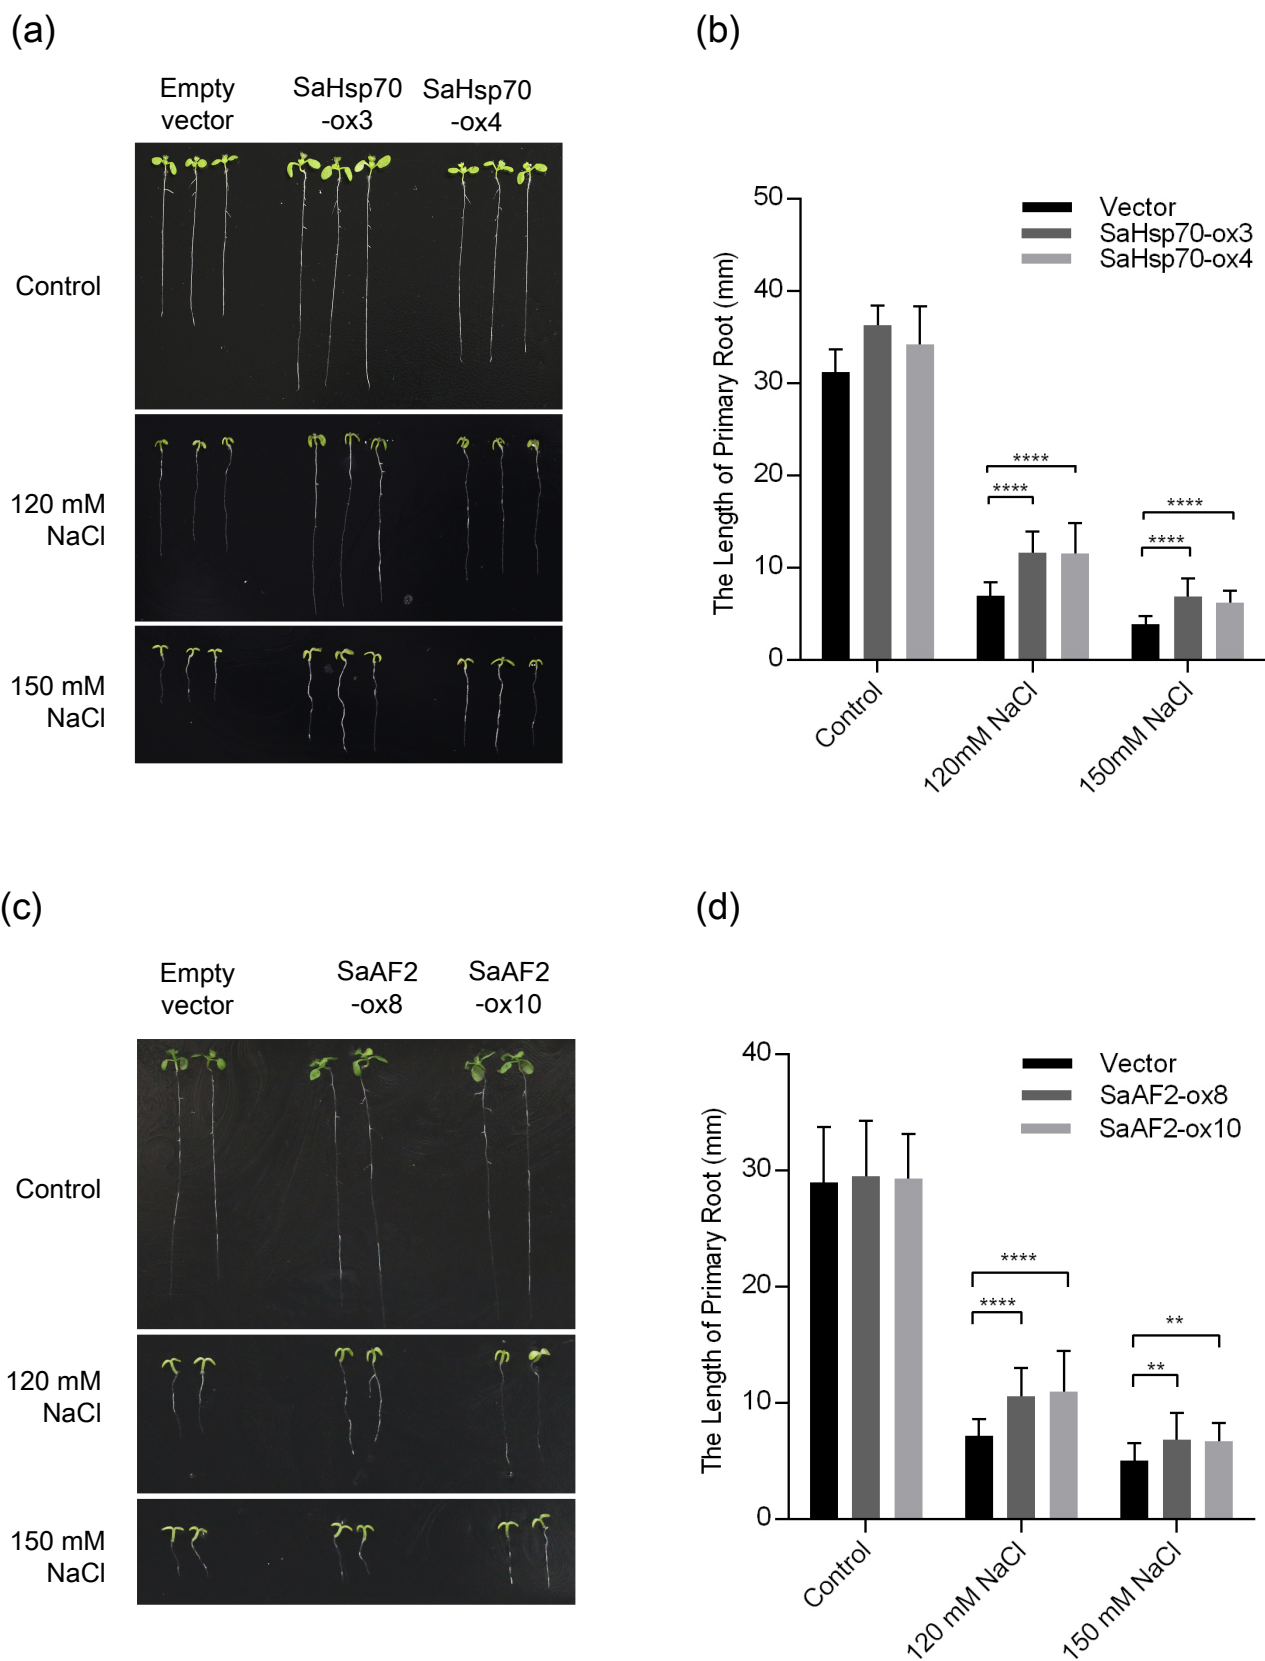 (a)
Empty vector
SaHsp70 -ox3
SaHsp70 -ox4
Control
120 mM
NaCl
150 mM
NaCl
(b)
50
40
30
20
10
0
The Length of Primary Root (mm)
Vector
SaHsp70-ox3
SaHsp70-ox4
****
****
****
****
Control
120mM NaCl
150mM NaCl
(c)
Empty vector
SaAF2 -ox8
SaAF2 -ox10
Control
120 mM
NaCl
150 mM
NaCl
(d)
40
30
20
10
0
The Length of Primary Root (mm)
Vector
SaAF2-ox8
SaAF2-ox10
****
****
**
**
Control
120 mM NaCl
150 mM NaCl